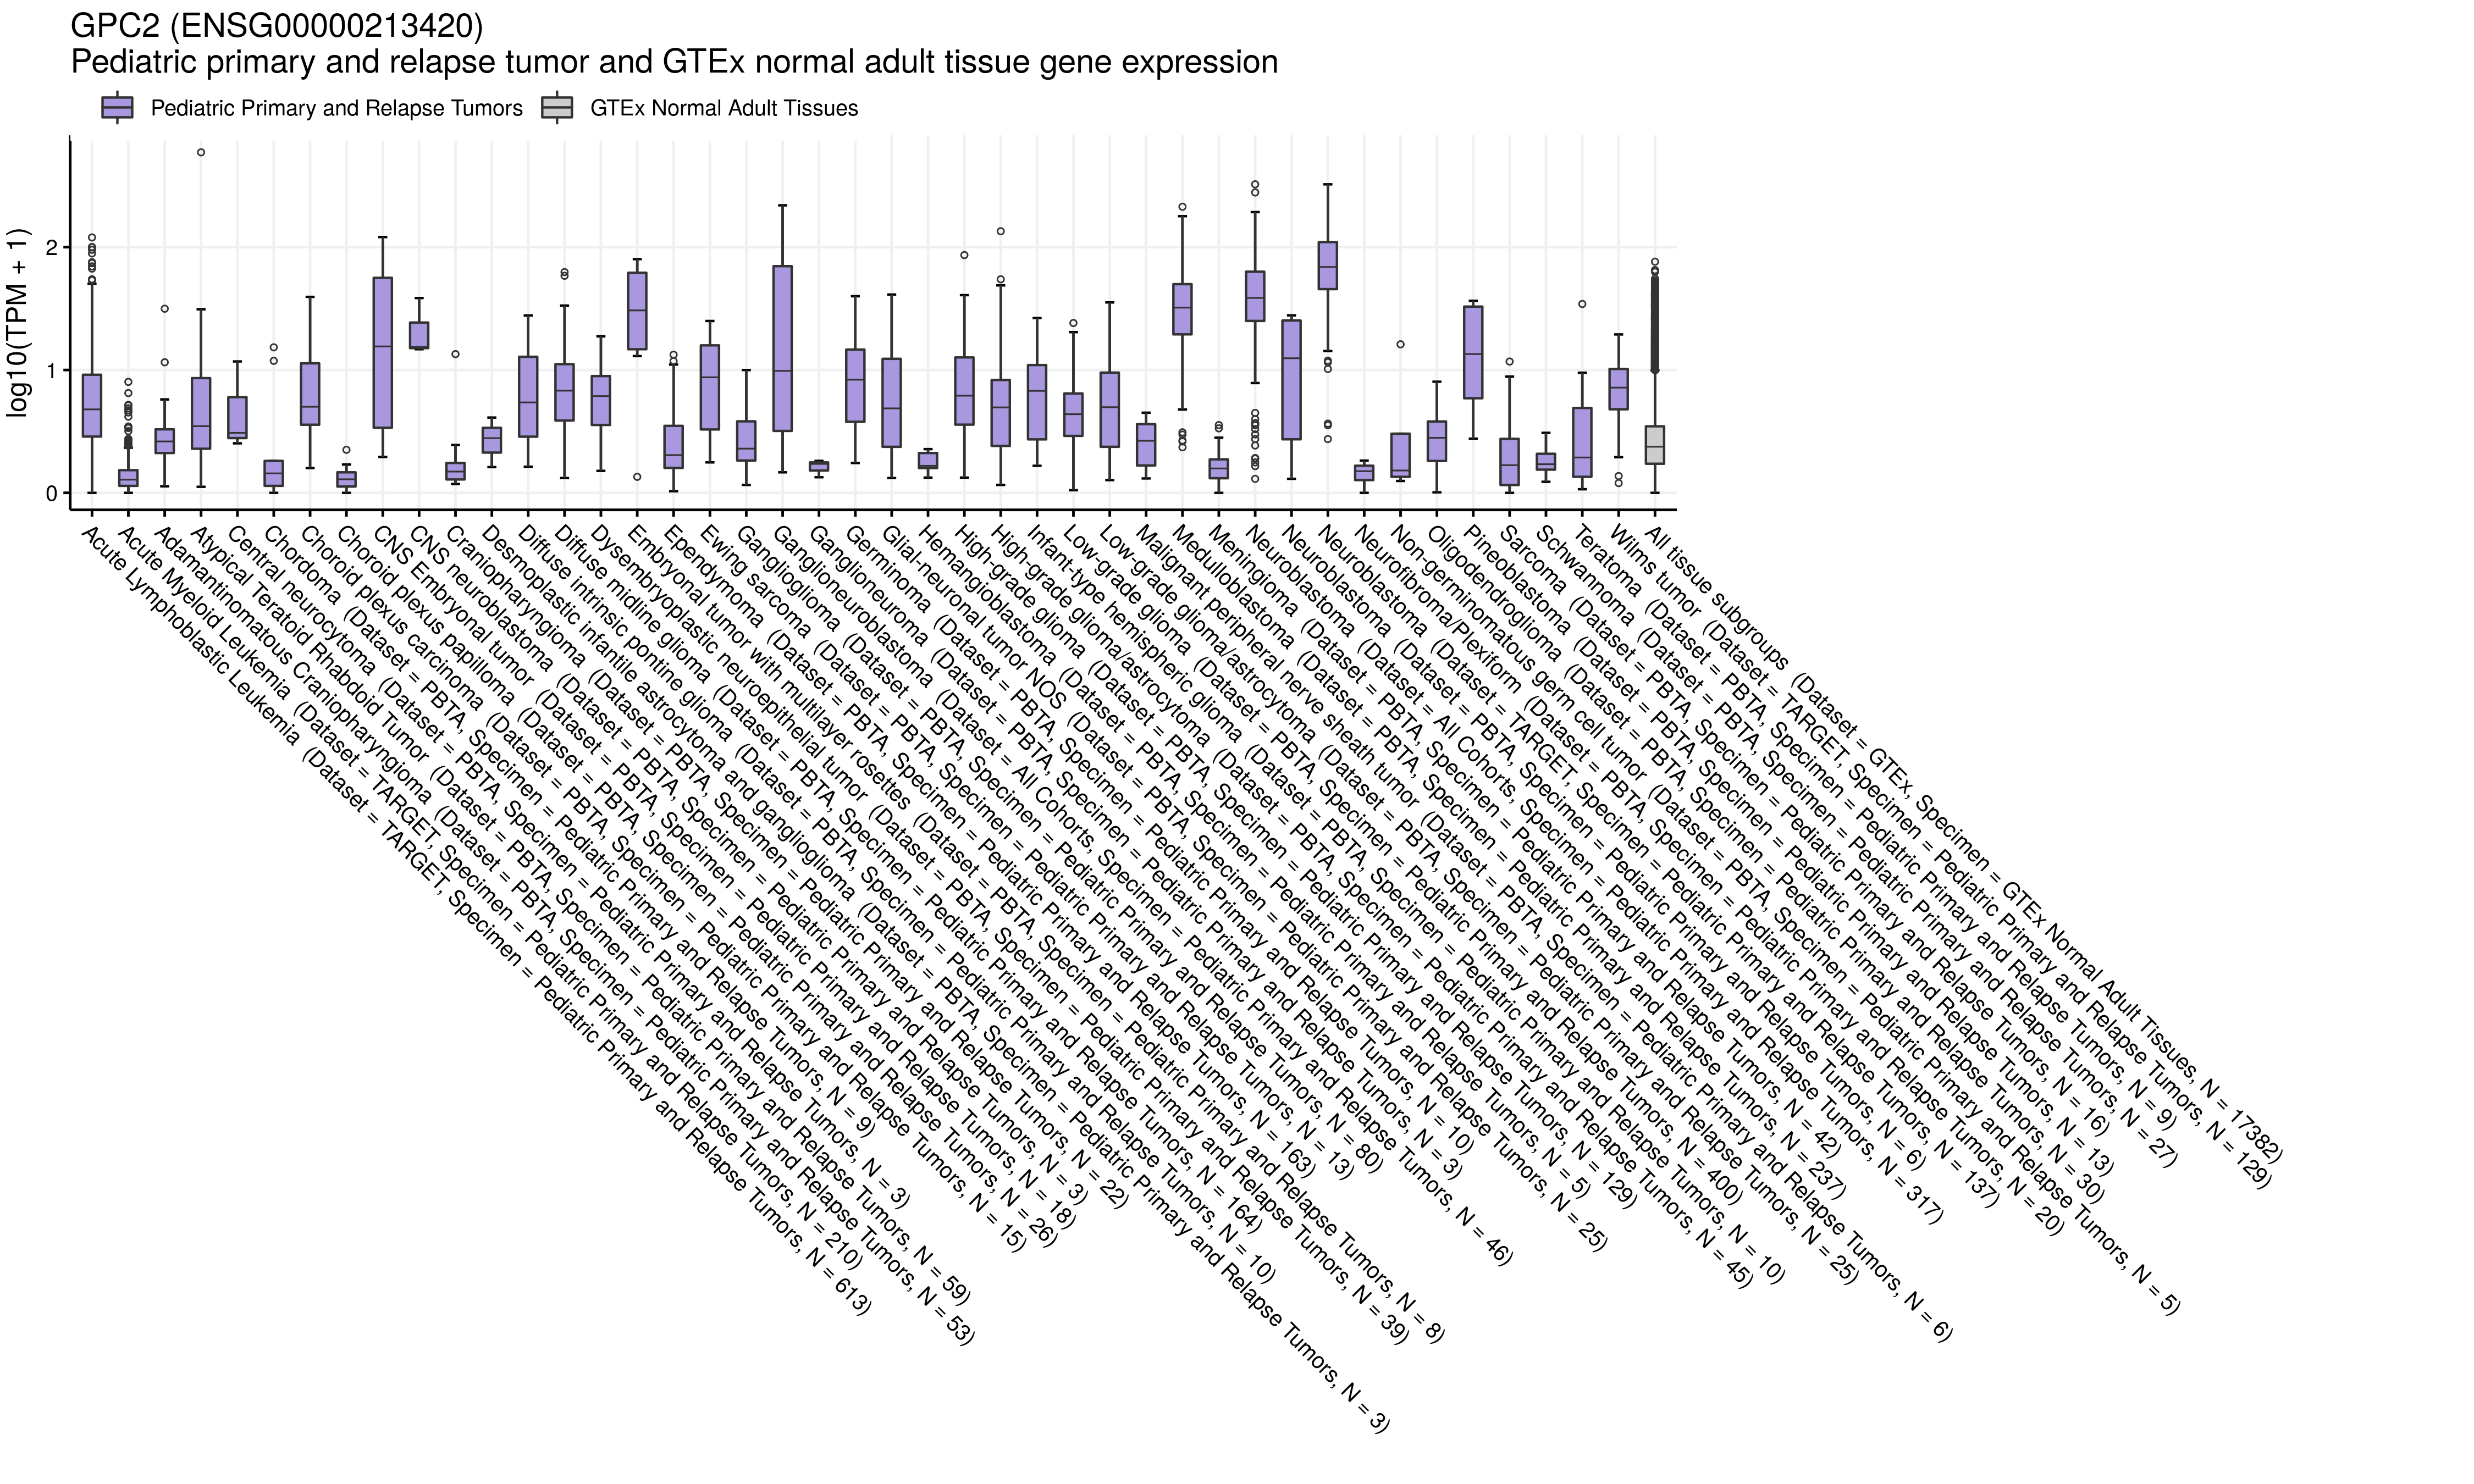 GPC2 (ENSG00000213420)
Pediatric primary and relapse tumor and GTEx normal adult tissue gene expression
Pediatric Primary and Relapse Tumors
GTEx Normal Adult Tissues
log10(TPM + 1)
2
1
0
Acute Lymphoblastic Leukemia (Dataset = TARGET, Specimen = Pediatric Primary and Relapse Tumors, N = 613)
Acute Myeloid Leukemia (Dataset = TARGET, Specimen = Pediatric Primary and Relapse Tumors, N = 210)
Adamantinomatous Craniopharyngioma (Dataset = PBTA, Specimen = Pediatric Primary and Relapse Tumors, N = 53)
Atypical Teratoid Rhabdoid Tumor (Dataset = PBTA, Specimen = Pediatric Primary and Relapse Tumors, N = 59)
Central neurocytoma (Dataset = PBTA, Specimen = Pediatric Primary and Relapse Tumors, N = 3)
Chordoma (Dataset = PBTA, Specimen = Pediatric Primary and Relapse Tumors, N = 9)
Choroid plexus carcinoma (Dataset = PBTA, Specimen = Pediatric Primary and Relapse Tumors, N = 15)
Choroid plexus papilloma (Dataset = PBTA, Specimen = Pediatric Primary and Relapse Tumors, N = 26)
CNS Embryonal tumor (Dataset = PBTA, Specimen = Pediatric Primary and Relapse Tumors, N = 18)
CNS neuroblastoma (Dataset = PBTA, Specimen = Pediatric Primary and Relapse Tumors, N = 3)
Craniopharyngioma (Dataset = PBTA, Specimen = Pediatric Primary and Relapse Tumors, N = 22)
Desmoplastic infantile astrocytoma and ganglioglioma (Dataset = PBTA, Specimen = Pediatric Primary and Relapse Tumors, N = 3)
Diffuse intrinsic pontine glioma (Dataset = PBTA, Specimen = Pediatric Primary and Relapse Tumors, N = 10)
Diffuse midline glioma (Dataset = PBTA, Specimen = Pediatric Primary and Relapse Tumors, N = 164)
Dysembryoplastic neuroepithelial tumor (Dataset = PBTA, Specimen = Pediatric Primary and Relapse Tumors, N = 39)
Embryonal tumor with multilayer rosettes (Dataset = PBTA, Specimen = Pediatric Primary and Relapse Tumors, N = 8)
Ependymoma (Dataset = PBTA, Specimen = Pediatric Primary and Relapse Tumors, N = 163)
Ewing sarcoma (Dataset = PBTA, Specimen = Pediatric Primary and Relapse Tumors, N = 13)
Ganglioglioma (Dataset = PBTA, Specimen = Pediatric Primary and Relapse Tumors, N = 80)
Ganglioneuroblastoma (Dataset = All Cohorts, Specimen = Pediatric Primary and Relapse Tumors, N = 46)
Ganglioneuroma (Dataset = PBTA, Specimen = Pediatric Primary and Relapse Tumors, N = 3)
Germinoma (Dataset = PBTA, Specimen = Pediatric Primary and Relapse Tumors, N = 10)
Glial-neuronal tumor NOS (Dataset = PBTA, Specimen = Pediatric Primary and Relapse Tumors, N = 25)
Hemangioblastoma (Dataset = PBTA, Specimen = Pediatric Primary and Relapse Tumors, N = 5)
High-grade glioma (Dataset = PBTA, Specimen = Pediatric Primary and Relapse Tumors, N = 129)
High-grade glioma/astrocytoma (Dataset = PBTA, Specimen = Pediatric Primary and Relapse Tumors, N = 45)
Infant-type hemispheric glioma (Dataset = PBTA, Specimen = Pediatric Primary and Relapse Tumors, N = 10)
Low-grade glioma (Dataset = PBTA, Specimen = Pediatric Primary and Relapse Tumors, N = 400)
Low-grade glioma/astrocytoma (Dataset = PBTA, Specimen = Pediatric Primary and Relapse Tumors, N = 25)
Malignant peripheral nerve sheath tumor (Dataset = PBTA, Specimen = Pediatric Primary and Relapse Tumors, N = 6)
Medulloblastoma (Dataset = PBTA, Specimen = Pediatric Primary and Relapse Tumors, N = 237)
Meningioma (Dataset = PBTA, Specimen = Pediatric Primary and Relapse Tumors, N = 42)
Neuroblastoma (Dataset = All Cohorts, Specimen = Pediatric Primary and Relapse Tumors, N = 317)
Neuroblastoma (Dataset = PBTA, Specimen = Pediatric Primary and Relapse Tumors, N = 6)
Neuroblastoma (Dataset = TARGET, Specimen = Pediatric Primary and Relapse Tumors, N = 137)
Neurofibroma/Plexiform (Dataset = PBTA, Specimen = Pediatric Primary and Relapse Tumors, N = 20)
Non-germinomatous germ cell tumor (Dataset = PBTA, Specimen = Pediatric Primary and Relapse Tumors, N = 5)
Oligodendroglioma (Dataset = PBTA, Specimen = Pediatric Primary and Relapse Tumors, N = 30)
Pineoblastoma (Dataset = PBTA, Specimen = Pediatric Primary and Relapse Tumors, N = 13)
Sarcoma (Dataset = PBTA, Specimen = Pediatric Primary and Relapse Tumors, N = 16)
Schwannoma (Dataset = PBTA, Specimen = Pediatric Primary and Relapse Tumors, N = 27)
Teratoma (Dataset = PBTA, Specimen = Pediatric Primary and Relapse Tumors, N = 9)
Wilms tumor (Dataset = TARGET, Specimen = Pediatric Primary and Relapse Tumors, N = 129)
All tissue subgroups (Dataset = GTEx, Specimen = GTEx Normal Adult Tissues, N = 17382)